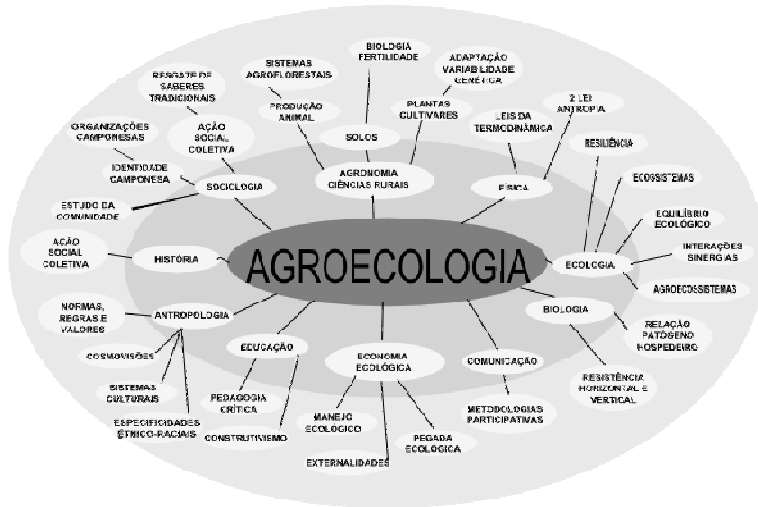 BIOLOGIA
FERTILIDADE
SISTEMAS
AGROFLORESTAIS
ADAPTAÇÃO
VARIABILIDADE
GENÉTICA
RESGATE DE
SABERES
TRADICIONAIS
PRODUÇÃO
ANIMAL
PLANTAS
CULTIVARES
2 LEI:
ANTROPIA
LEIS DA
TERMODINÂMICA
ORGANIZAÇÕES
CAMPONESAS
AÇÃO
SOCIAL
COLETIVA
SOLOS
RESILIÊNCIA
IDENTIDADE
CAMPONESA
SOCIOLOGIA
AGRONOMIA
CIÊNCIAS RURAIS
FÍSICA
ECOSSISTEMAS
ESTUDO DA
COMUNIDADE
EQUILÍBRIO
ECOLÓGICO
AÇÃO
SOCIAL
COLETIVA
HISTÓRIA
AGROECOLOGIA
ECOLOGIA
INTERAÇÕES
SINERGIAS
AGROECOSSISTEMAS
NORMAS,
REGRAS E
VALORES
ANTROPOLOGIA
BIOLOGIA
RELAÇÃO
PATÓGENO
HOSPEDEIRO
COSMOVISÕES
EDUCAÇÃO
ECONOMIA
ECOLÓGICA
COMUNICAÇÃO
RESISTÊNCIA
HORIZONTAL E
VERTICAL
SISTEMAS
CULTURAIS
PEDAGOGIA
CRÍTICA
MANEJO
ECOLÓGICO
METODOLOGIAS
PARTICIPATIVAS
ESPECIFICIDADES
ÉTNICO-RACIAIS
CONSTRUTIVISMO
PEGADA
ECOLÓGICA
EXTERNALIDADES